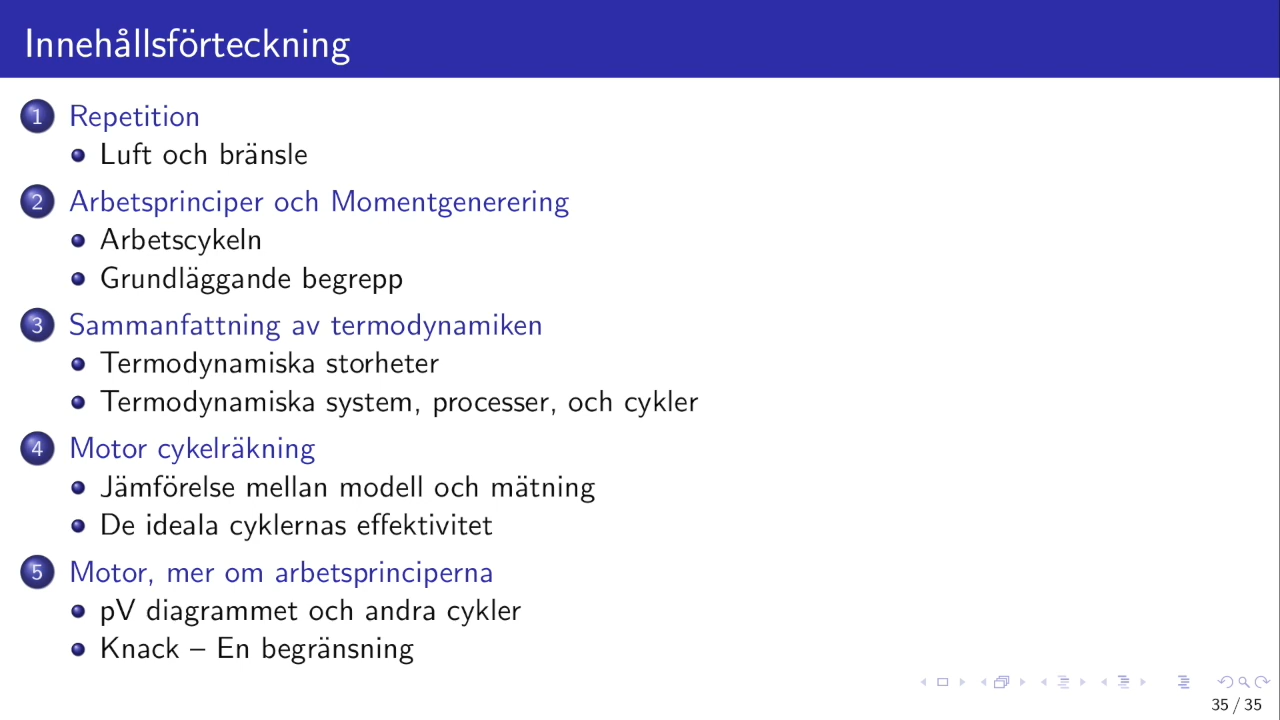 Innehållsförteckning
1 Repetition
Luft och bränsle
2 Arbetsprinciper och Momentgenerering
Arbetscykeln
Grundläggande begrepp
3 Sammanfattning av termodynamiken
Termodynamiska storheter
Termodynamiska system, processer, och cykler
4 Motor cykelräkning
Jämförelse mellan modell och mätning
De ideala cyklernas effektivitet
5 Motor, mer om arbetsprinciperna
pV diagrammet och andra cykler
Knack – En begränsning
35 / 35